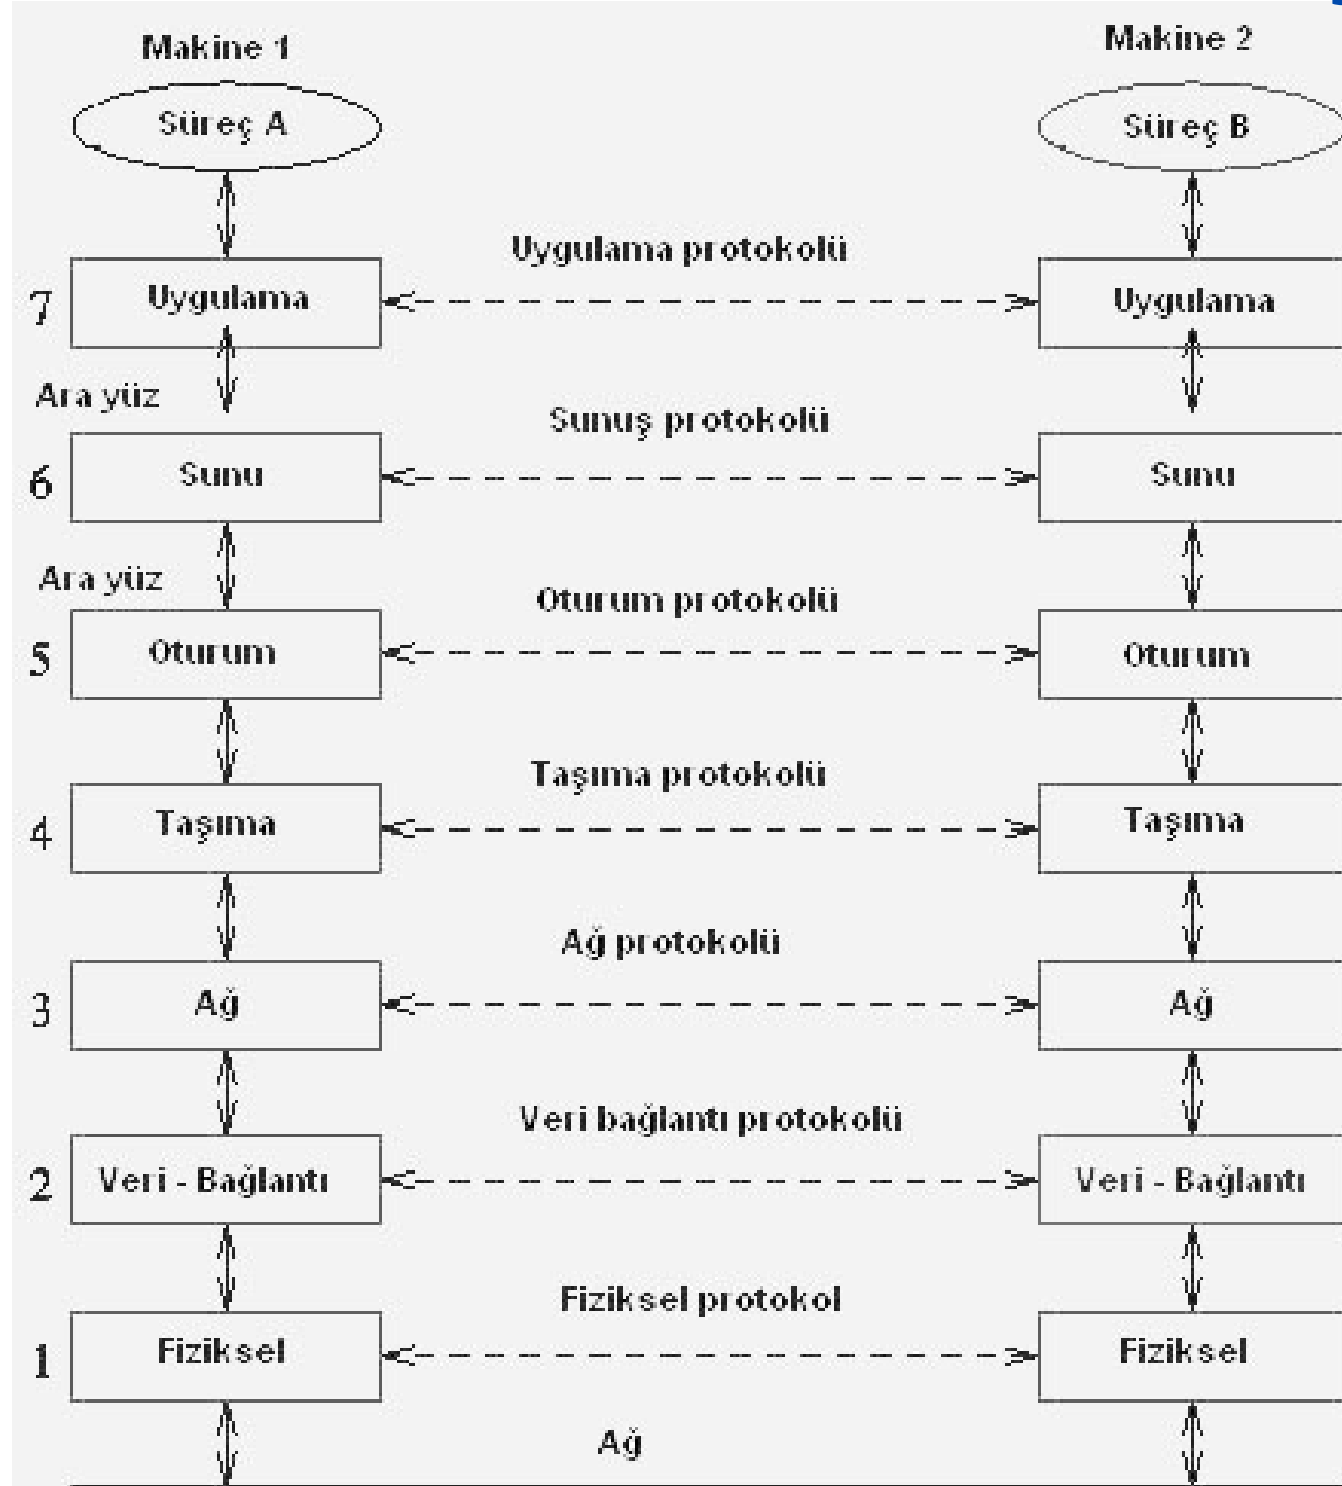 Makine 1
Makine 2
Süreç A
Süreç B
Uygulama protokolü
7
Uygulama
Uygulama
Ara yüz
Sunuş protokolü
6
Sunu
Sunu
Ara yüz
Oturum protokolü
5
Oturum
Oturum
Taşıma protokolü
4
Taşıma
Taşıma
Ağ protokolü
3
Ağ
Ağ
Veri bağlantı protokolü
2
Veri - Bağlantı
Veri - Bağlantı
Fiziksel protokol
1
Fiziksel
Fiziksel
Ağ